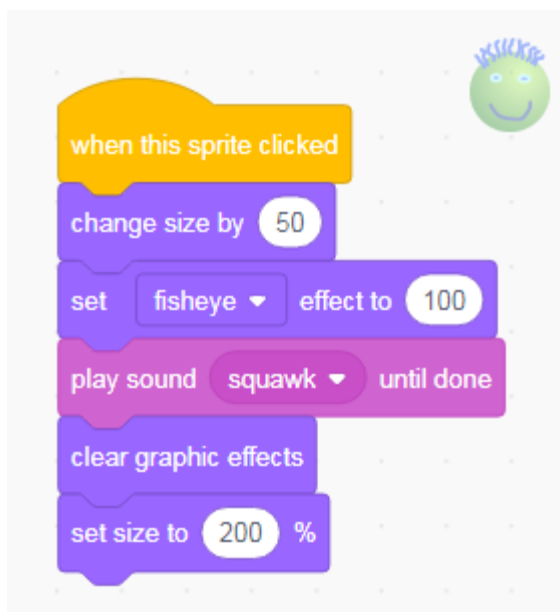 when this sprite clicked
change size by 50
set fisheye effect to 100
play sound squawk until done
clear graphic effects
set size to 200 %